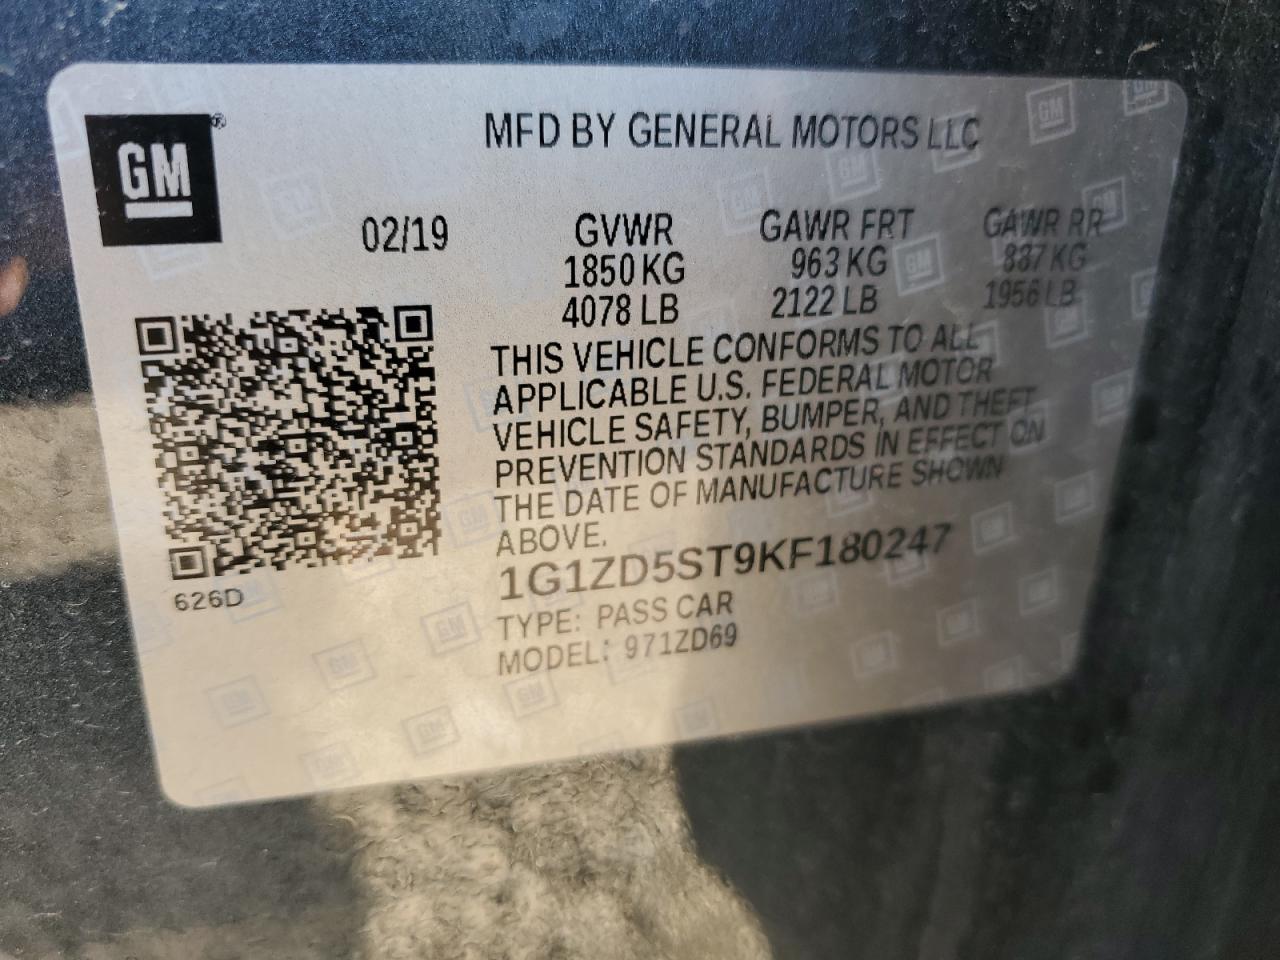 GM®
MFD BY GENERAL MOTORS LLC
02/19
GVWR GAWR FRT GAWR RR
1850 KG 963 KG 887 KG
4078 LB 2122 LB 1956 LB
THIS VEHICLE CONFORMS TO ALL
APPLICABLE U.S. FEDERAL MOTOR
VEHICLE SAFETY, BUMPER, AND THEFT
PREVENTION STANDARDS IN EFFECT ON
THE DATE OF MANUFACTURE SHOWN
ABOVE.
1G1ZD5ST9KF180247
626D
TYPE: PASS CAR
MODEL: 971ZD69